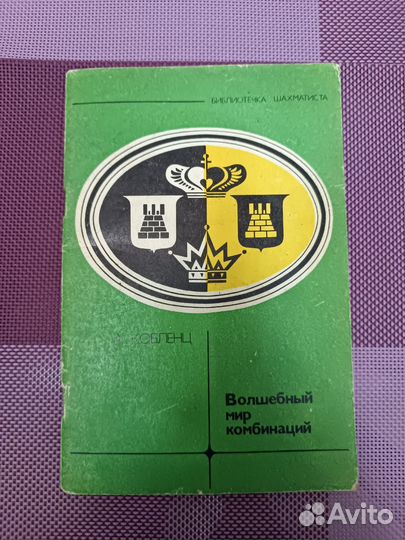 БИБЛИОТЕЧКА ШАХМАТИСТА
КОБЛЕНЦ
Волшебный
мир
комбинаций
Avito